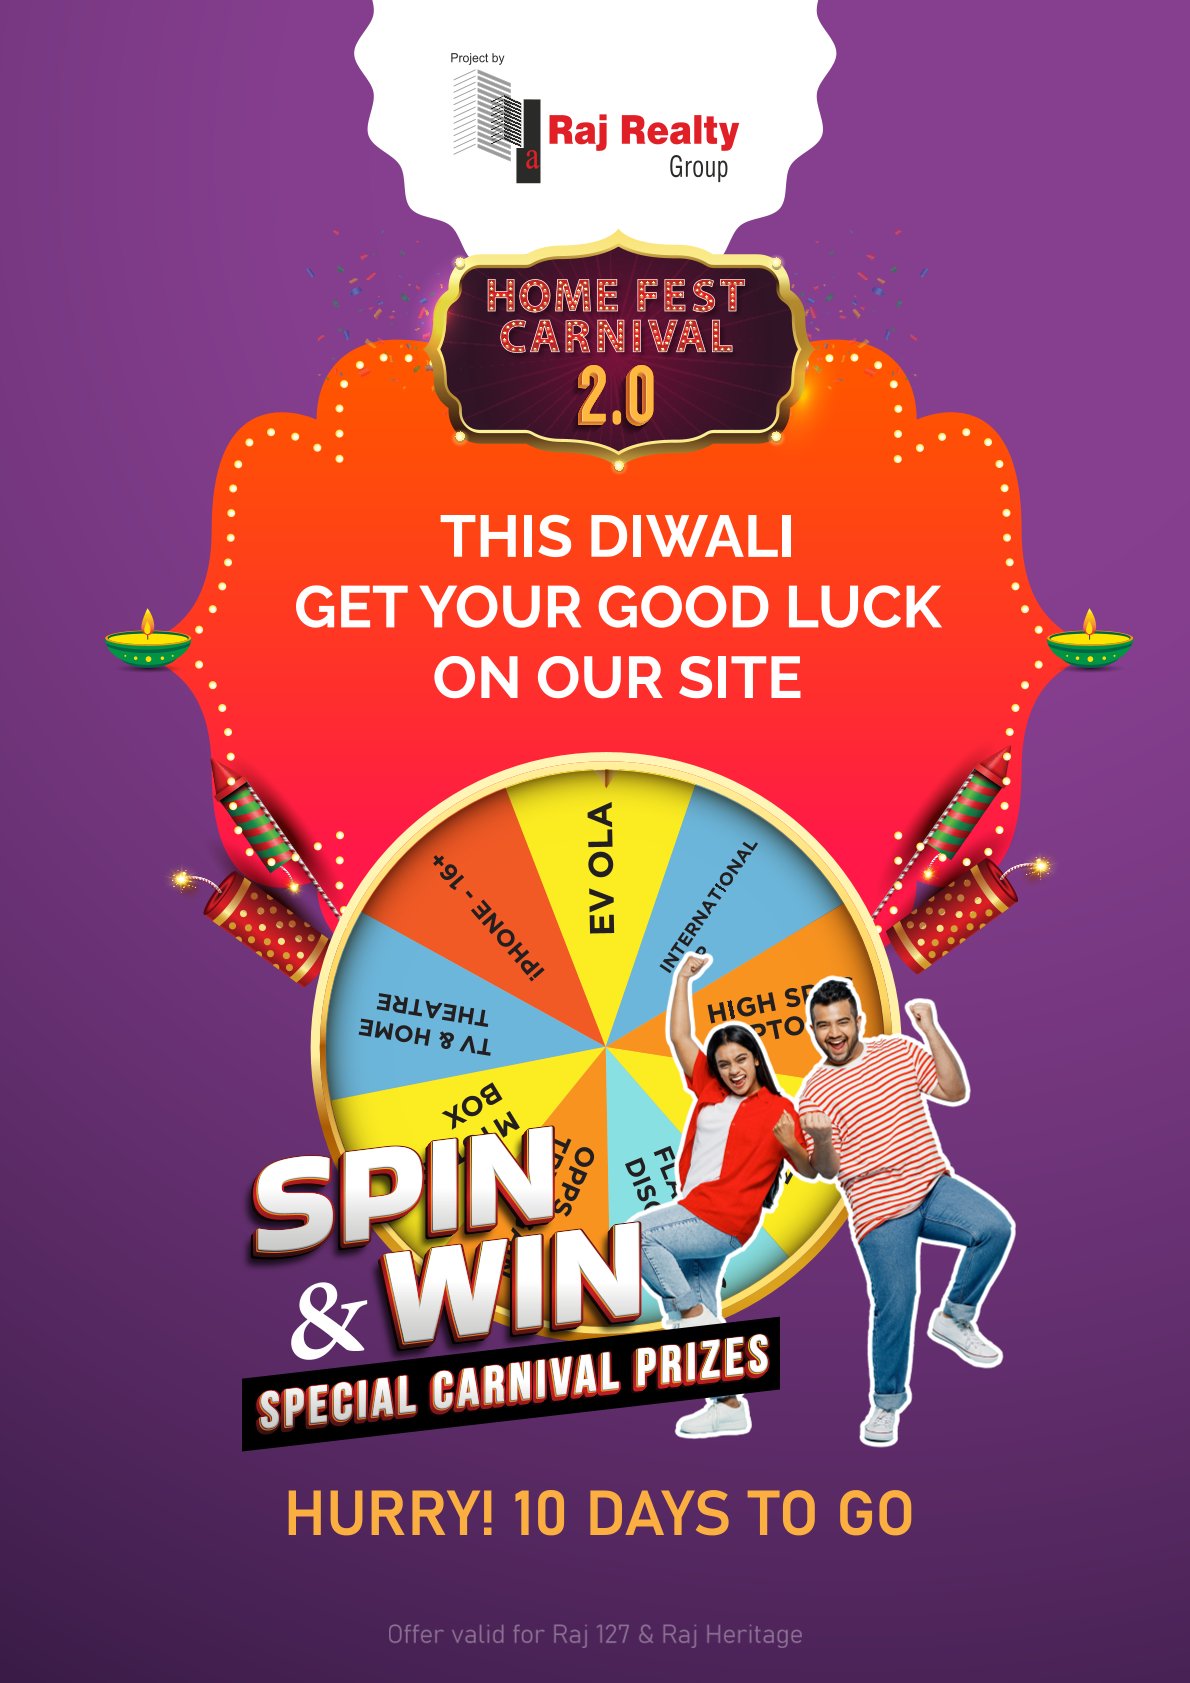 Project by
a
Raj Realty
Group
HOME FEST
CARNIVAL
2.0
THIS DIWALI
GET YOUR GOOD LUCK
ON OUR SITE
EV OLA
INTERNATIONAL
HIGH
iPHONE - 16+
TV & HOME
THEATRE
BOX
OPPS
SPIN
& WIN
SPECIAL CARNIVAL PRIZES
HURRY! 10 DAYS TO GO
Offer valid for Raj 127 & Raj Heritage